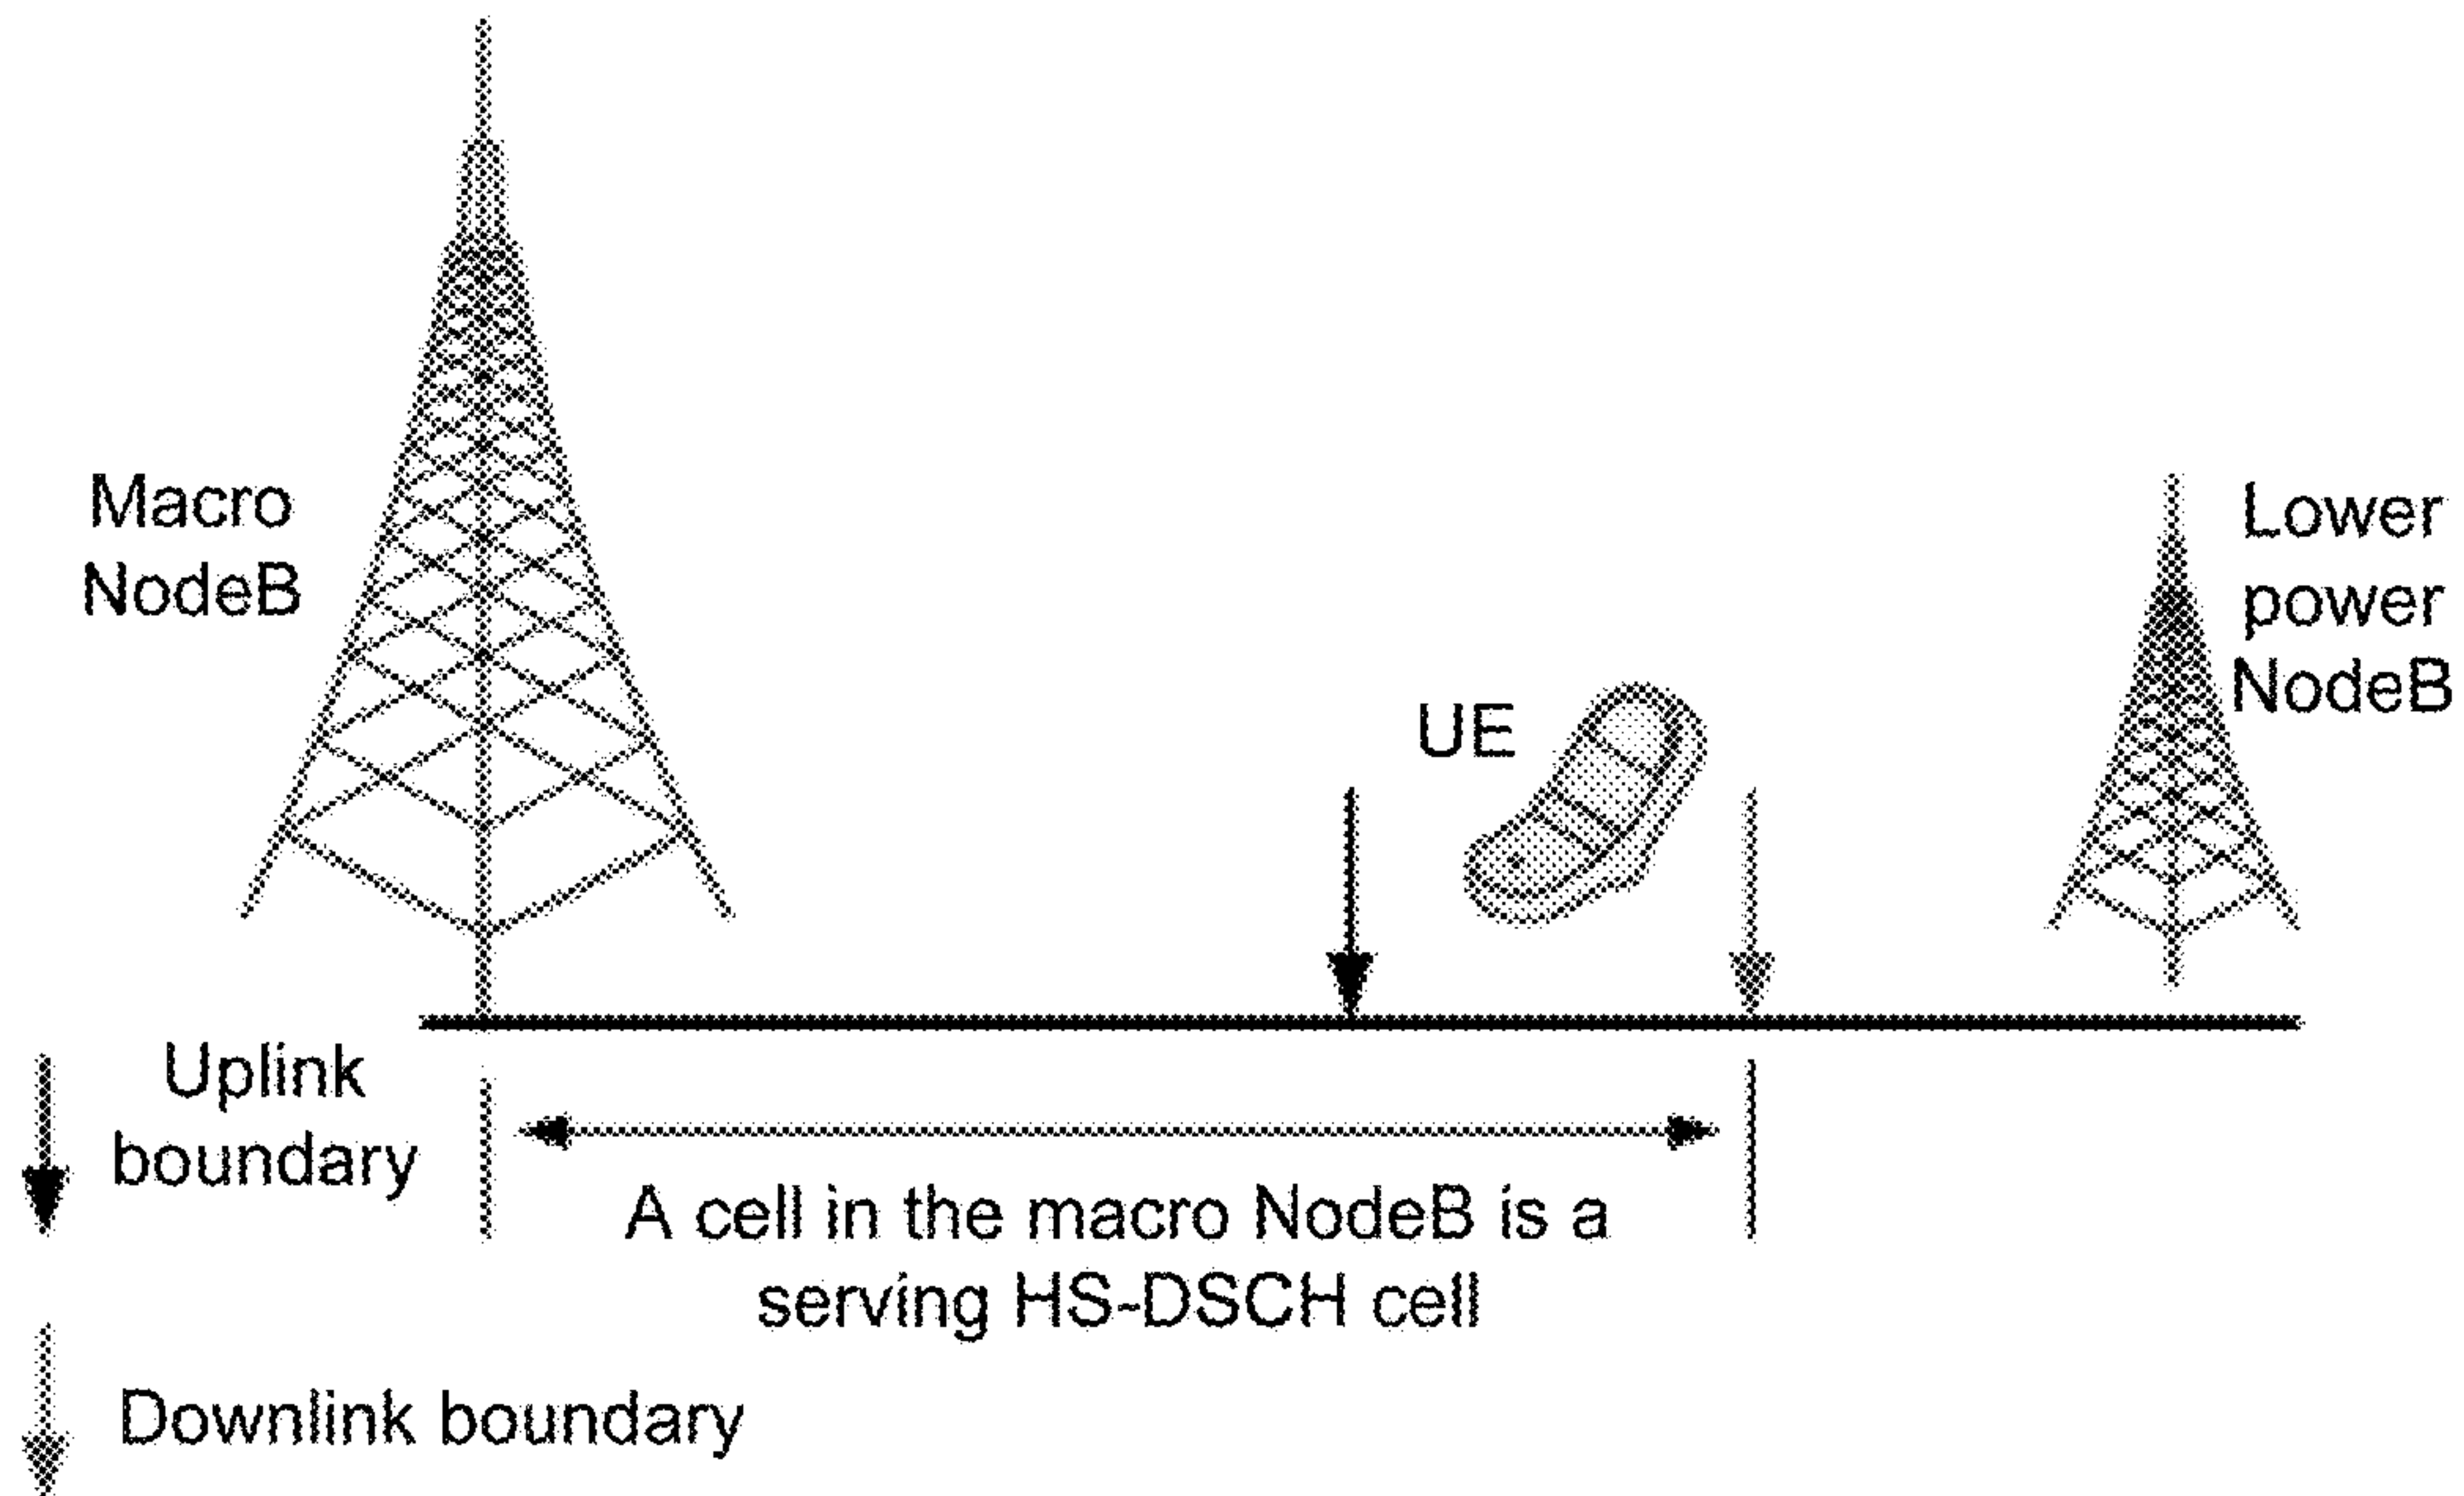 Macro
NodeB
Lower
power
NodeB
UE
Uplink
boundary
A cell in the macro NodeB is a
serving HS-DSCH cell
Downlink boundary